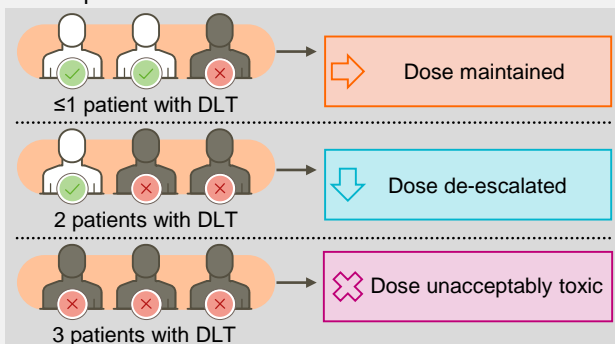 ≤1 patient with DLT
Dose maintained
2 patients with DLT
Dose de-escalated
3 patients with DLT
Dose unacceptably toxic